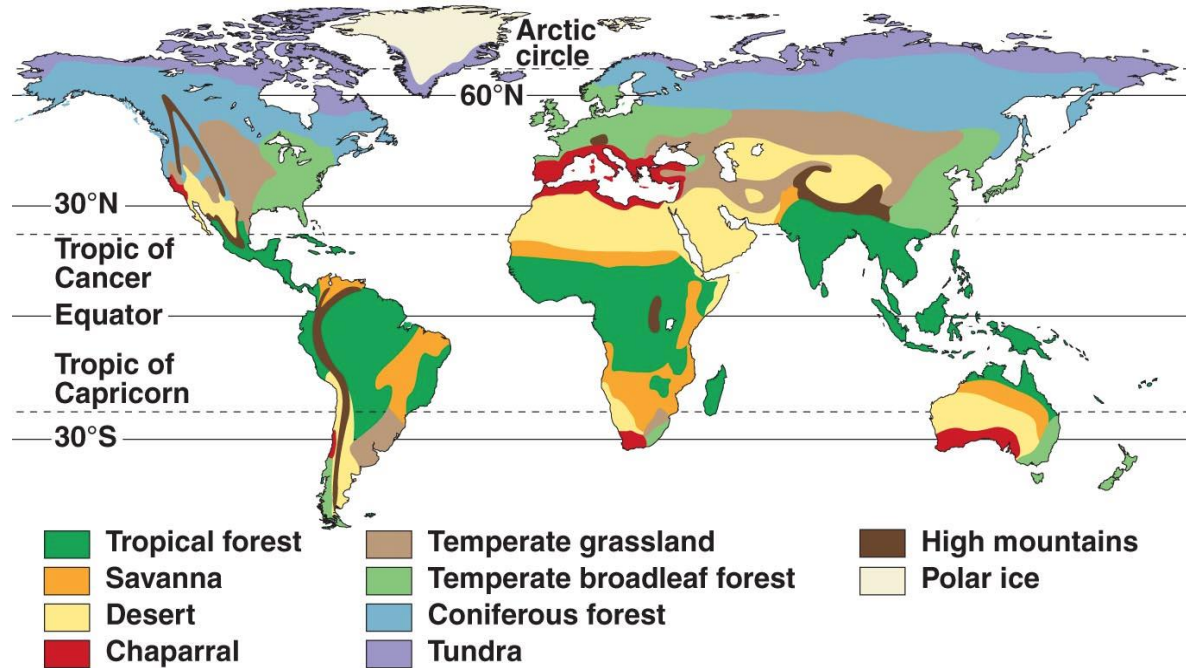 Arctic
circle
60°N
30°N
Tropic of
Cancer
Equator
Tropic of
Capricorn
30°S
Tropical forest
Savanna
Desert
Chaparral
Temperate grassland
Temperate broadleaf forest
Coniferous forest
Tundra
High mountains
Polar ice